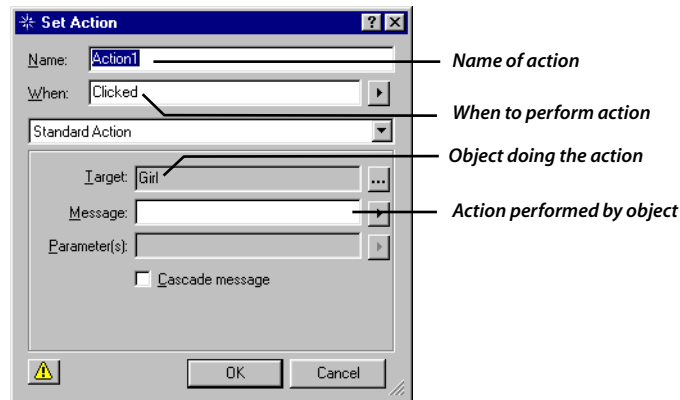 Set Action
Name: Action1
Name of action
When: Clicked
When to perform action
Standard Action
Object doing the action
Target: Girl ...
Message:
Action performed by object
Parameter(s):
Cascade message
OK Cancel